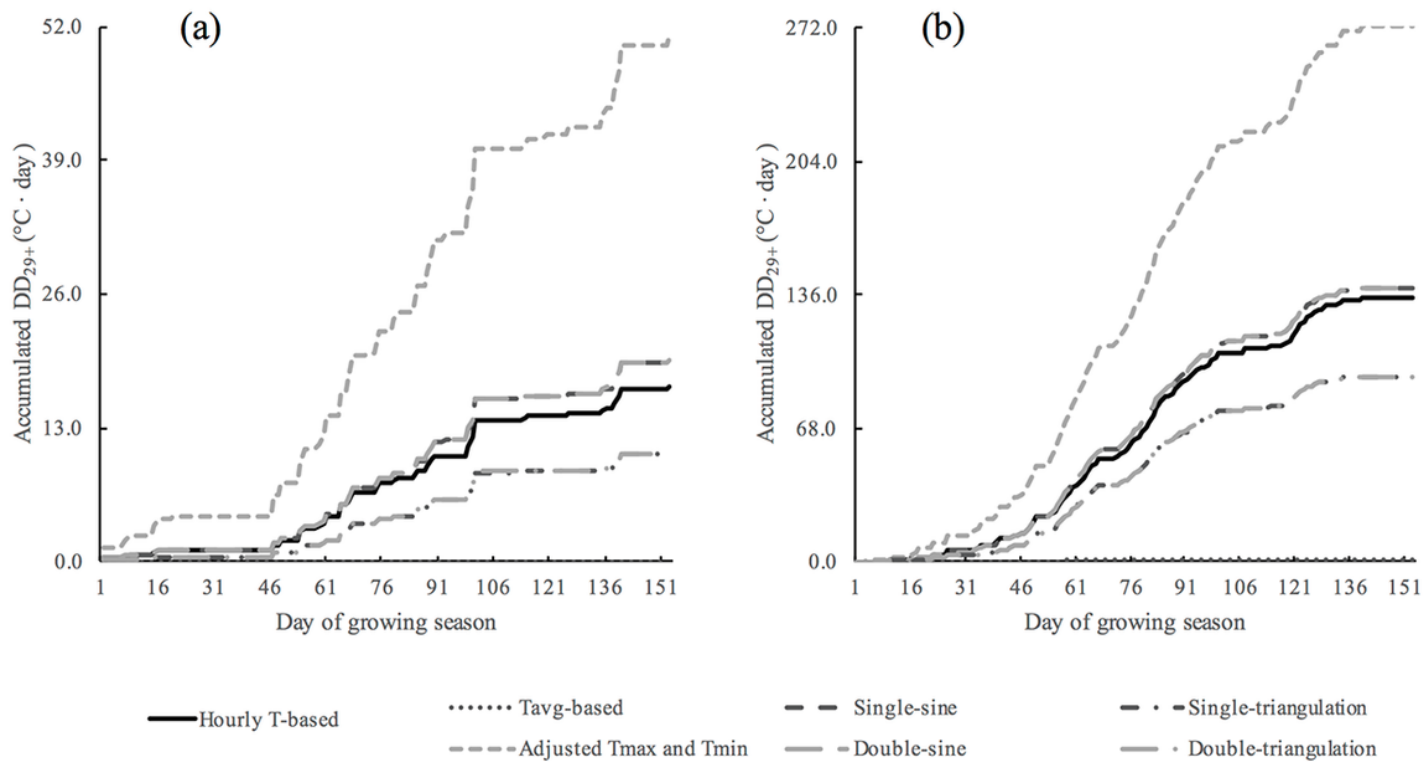 (a)
52.0
39.0
26.0
13.0
0.0
Accumulated DD29+ (°C · day)
1 16 31 46 61 76 91 106 121 136 151
Day of growing season
(b)
272.0
204.0
136.0
68.0
0.0
Accumulated DD29+ (°C · day)
1 16 31 46 61 76 91 106 121 136 151
Day of growing season
Hourly T-based Tavg-based Single-sine Single-triangulation
Adjusted Tmax and Tmin Double-sine Double-triangulation